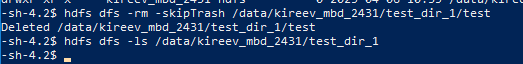 -sh-4.2$ hdfs dfs -rm -skipTrash /data/kireev_mbd_2431/test_dir_1/test
Deleted /data/kireev_mbd_2431/test_dir_1/test
-sh-4.2$ hdfs dfs -ls /data/kireev_mbd_2431/test_dir_1
-sh-4.2$